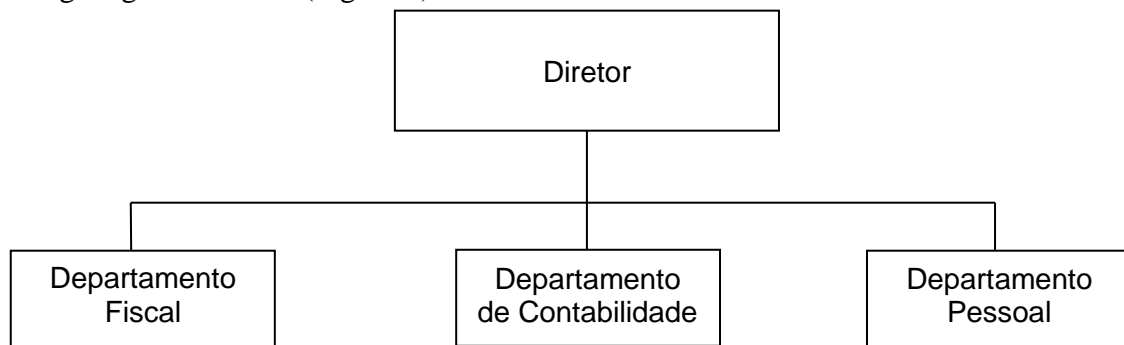 Diretor
Departamento
Fiscal
Departamento
de Contabilidade
Departamento
Pessoal